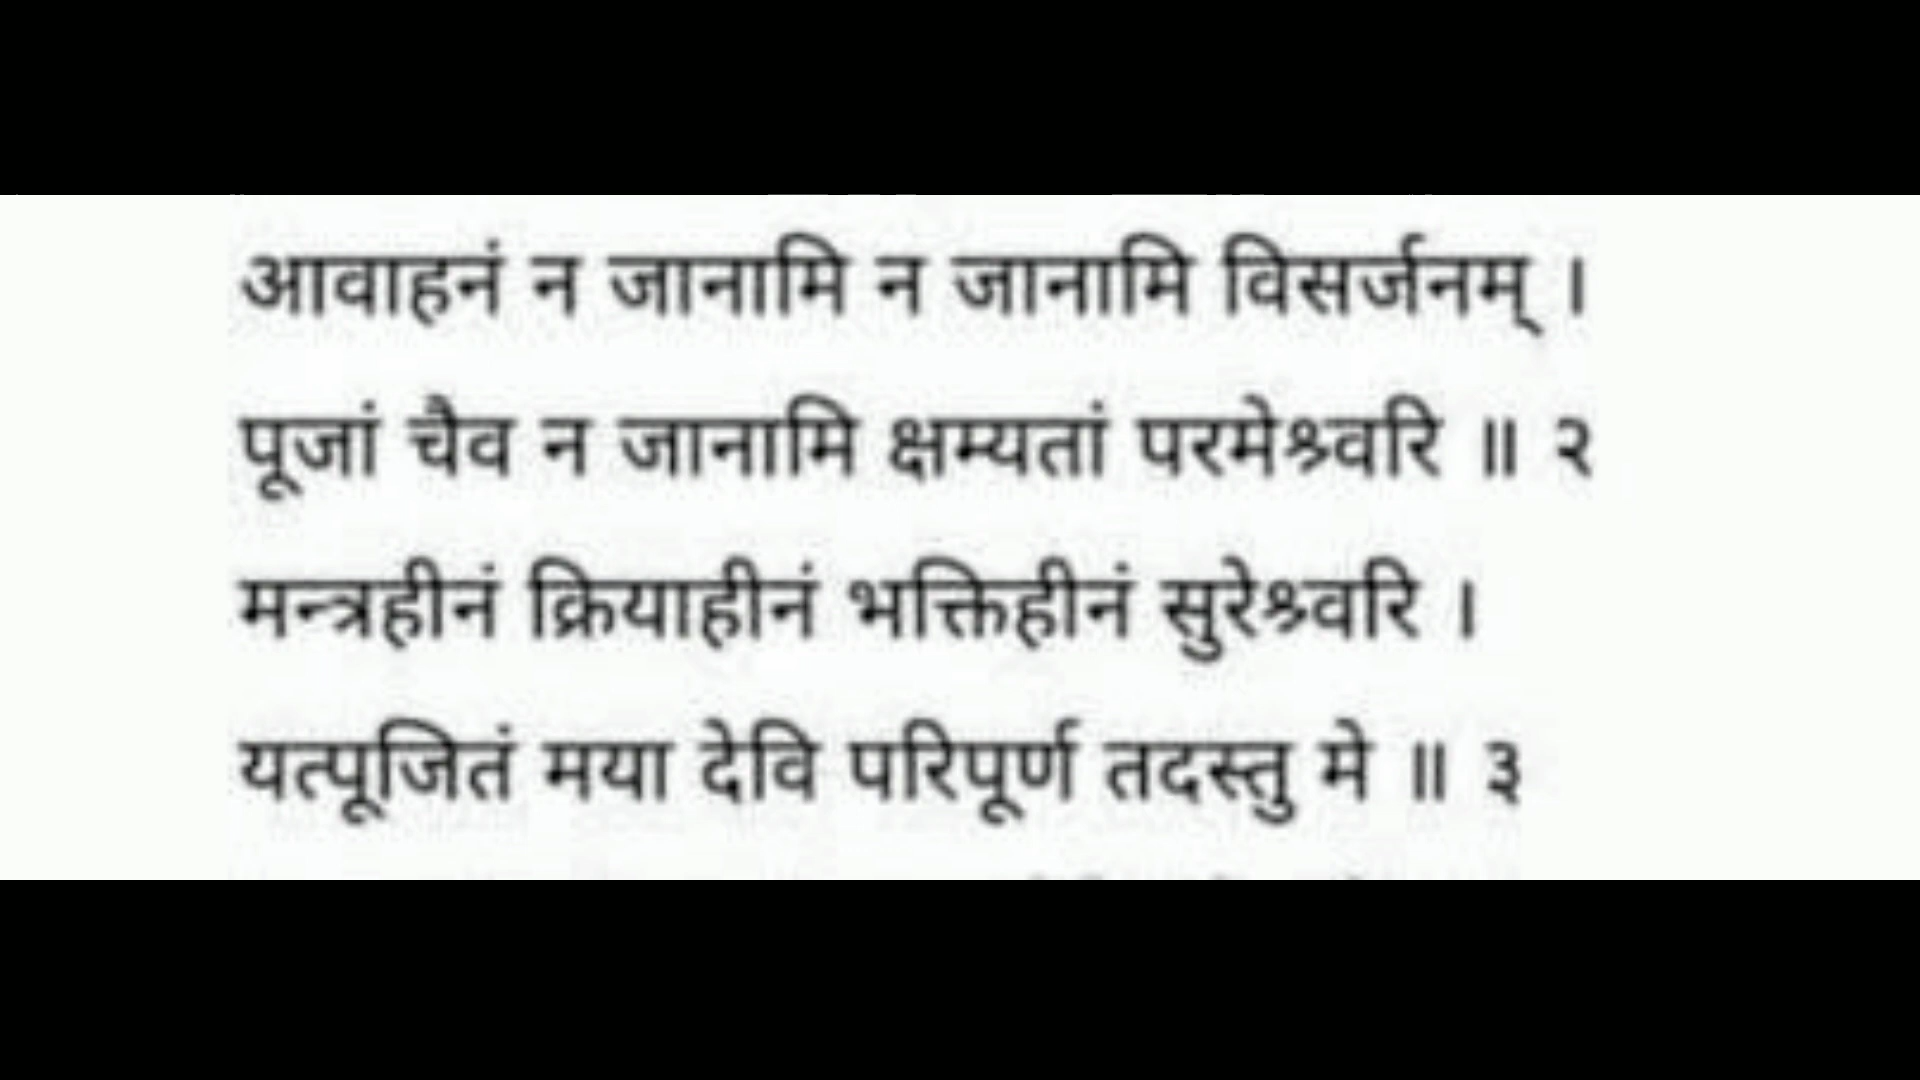 आवाहनं न जानामि न जानामि विसर्जनम् ।
पूजां चैव न जानामि क्षम्यतां परमेश्र्वरि ॥ २
मन्त्रहीनं क्रियाहीनं भक्तिहीनं सुरेश्र्वरि ।
यत्पूजितं मया देवि परिपूर्ण तदस्तु मे ॥ ३